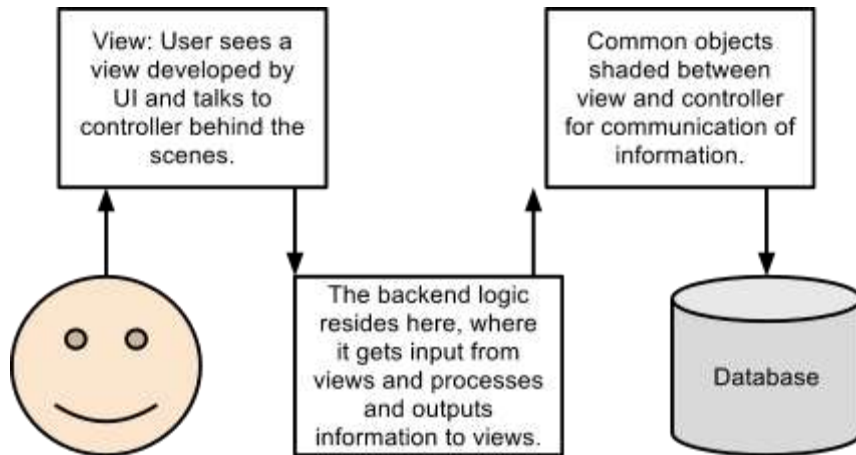 View: User sees a
view developed by
UI and talks to
controller behind the
scenes.
Common objects
shaded between
view and controller
for communication of
information.
The backend logic
resides here, where
it gets input from
views and processes
and outputs
information to views.
Database